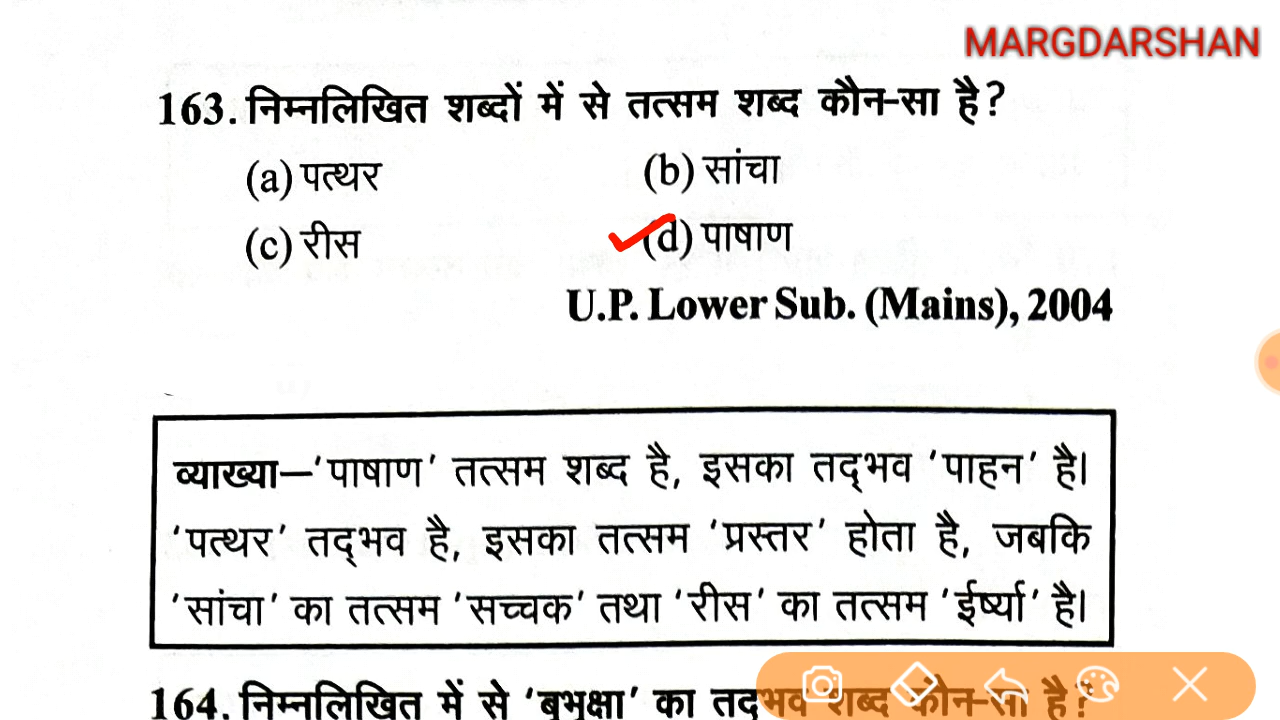 MARGDARSHAN
163. निम्नलिखित शब्दों में से तत्सम शब्द कौन-सा है?
(a) पत्थर (b) सांचा
(c) रीस (d) पाषाण
U.P. Lower Sub. (Mains), 2004
व्याख्या—'पाषाण' तत्सम शब्द है, इसका तद्‌भव 'पाहन' है।
'पत्थर' तद्‌भव है, इसका तत्सम 'प्रस्तर' होता है, जबकि
'सांचा' का तत्सम 'सच्चक' तथा 'रीस' का तत्सम 'ईर्ष्या' है।
164. निम्नलिखित में से 'बुभुक्षा' का तद्‌भव शब्द कौन-सा है?